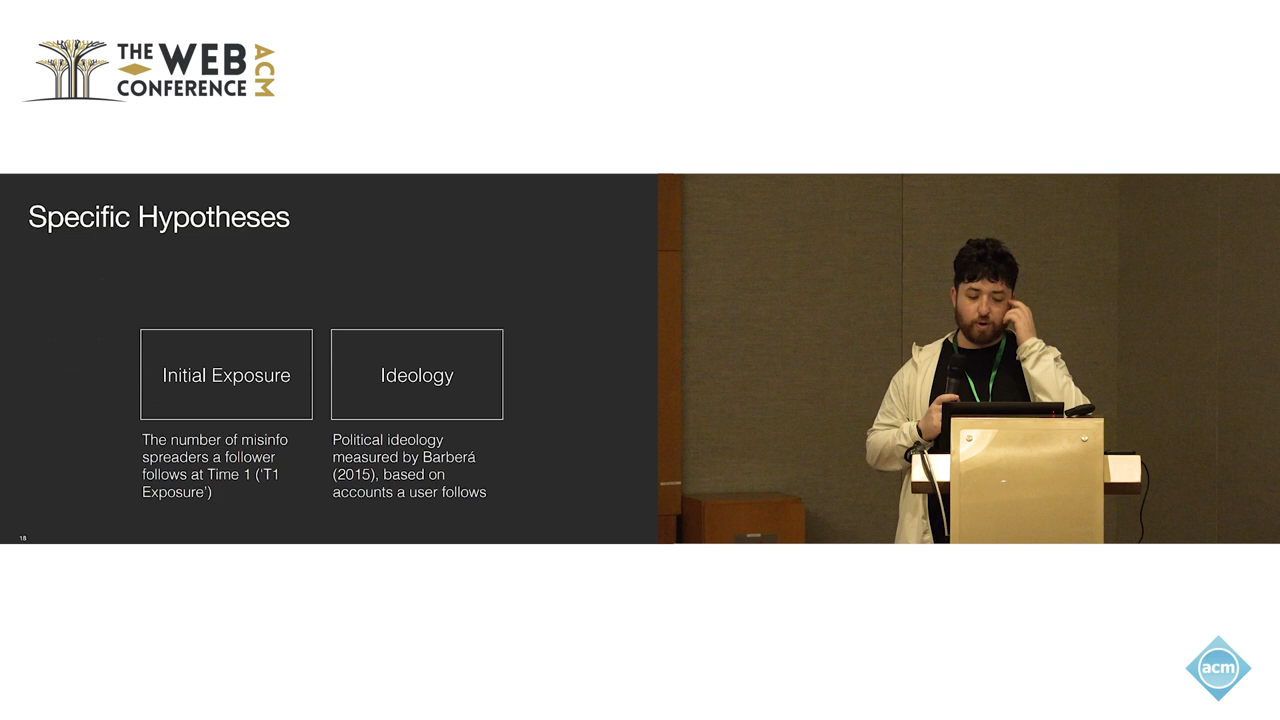 THE WEB
CONFERENCE
ACM
Specific Hypotheses
Initial Exposure
Ideology
The number of misinfo
spreaders a follower
follows at Time 1 (‘T1
Exposure’)
Political ideology
measured by Barberá
(2015), based on
accounts a user follows
18
acm